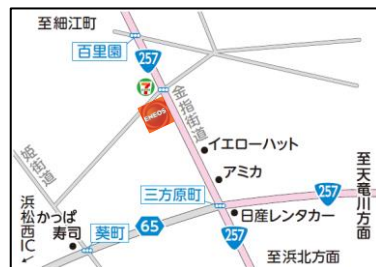 至細江町
百里園
257
7
ENEOS
金指街道
イエローハット
姫街道
アミカ
至天竜川方面
三方原町
257
浜松西IC
かっぱ
寿司
葵町
65
日産レンタカー
257
至浜北方面